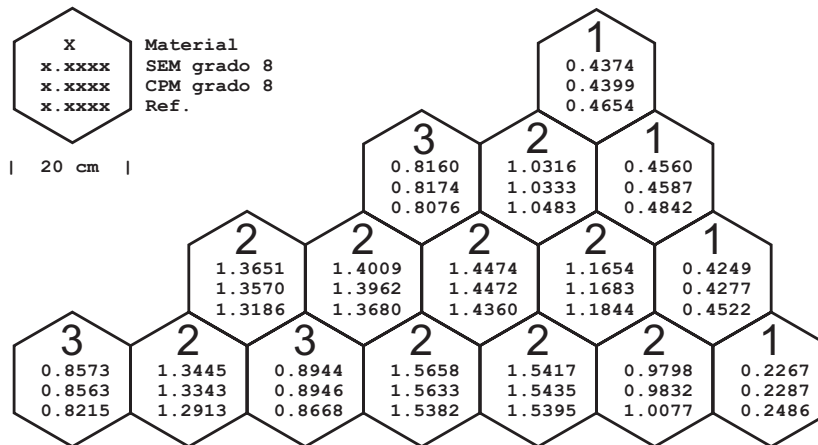 X Material
x.xxxx SEM grado 8
x.xxxx CPM grado 8
x.xxxx Ref.
| 20 cm |
1
0.4374
0.4399
0.4654
3 2 1
0.8160 1.0316 0.4560
0.8174 1.0333 0.4587
0.8076 1.0483 0.4842
2 2 2 2 1
1.3651 1.4009 1.4474 1.1654 0.4249
1.3570 1.3962 1.4472 1.1683 0.4277
1.3186 1.3680 1.4360 1.1844 0.4522
3 2 3 2 2 2 1
0.8573 1.3445 0.8944 1.5658 1.5417 0.9798 0.2267
0.8563 1.3343 0.8946 1.5633 1.5435 0.9832 0.2287
0.8215 1.2913 0.8668 1.5382 1.5395 1.0077 0.2486